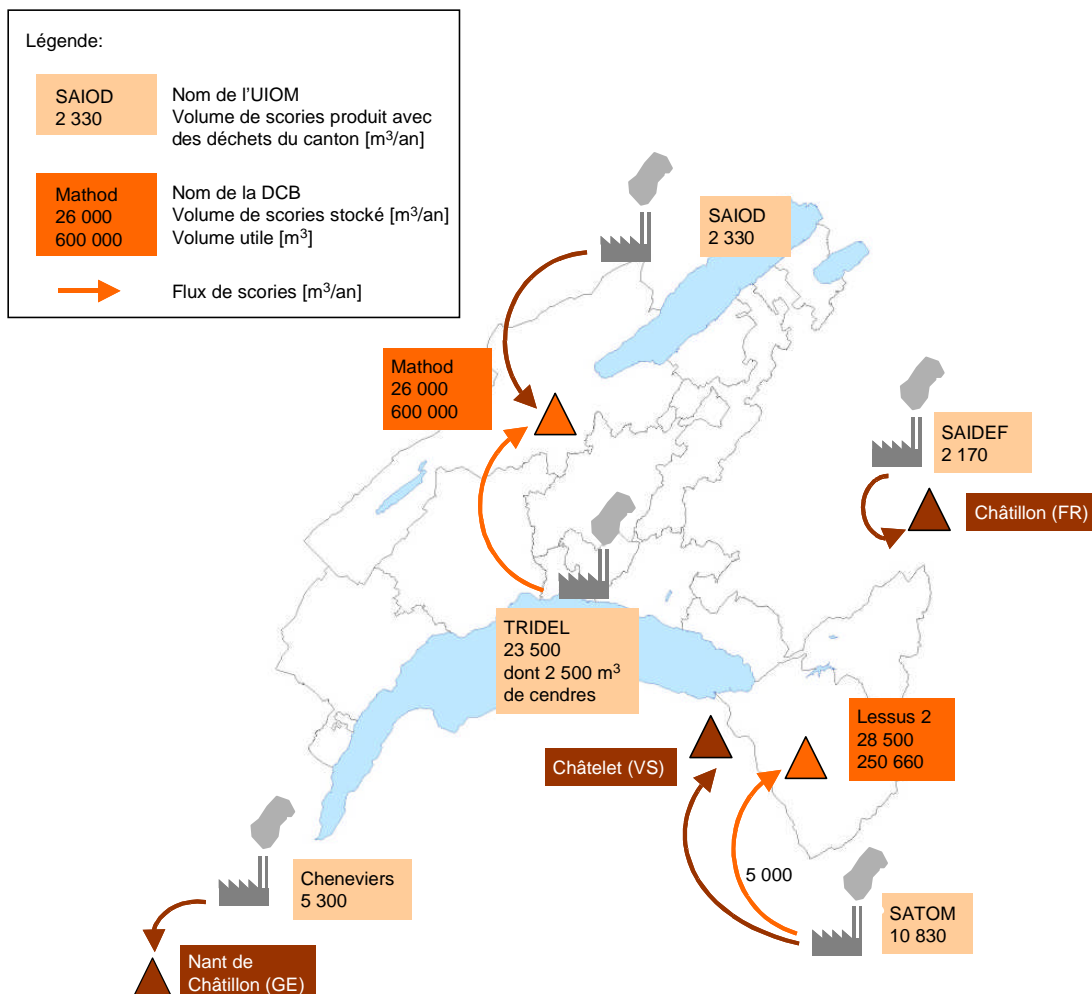 Légende:
SAIOD
2 330
Nom de l'UIOM
Volume de scories produit avec
des déchets du canton [m³/an]
Mathod
26 000
600 000
Nom de la DCB
Volume de scories stocké [m³/an]
Volume utile [m³]
Flux de scories [m³/an]
SAIOD
2 330
Mathod
26 000
600 000
SAIDEF
2 170
Châtillon (FR)
TRIDEL
23 500
dont 2 500 m³
de cendres
Lessus 2
28 500
250 660
Châtelet (VS)
5 000
Cheneviers
5 300
SATOM
10 830
Nant de
Châtillon (GE)